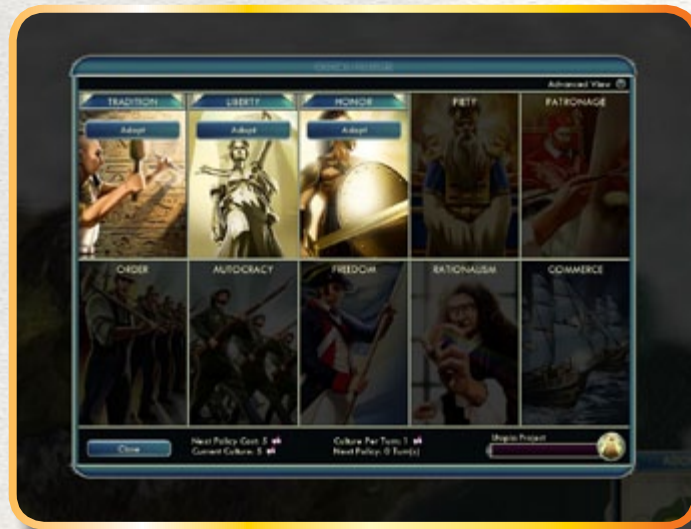 Advanced View
TRADITION
LIBERTY
HONOR
PIETY
PATRONAGE
Adopt
Adopt
Adopt
ORDER
AUTOCRACY
FREEDOM
RATIONALISM
COMMERCE
Close
Next Policy Cost: 5
Current Culture: 5
Culture Per Turn: 1
Next Policy: 0 Turn(s)
Utopia Project